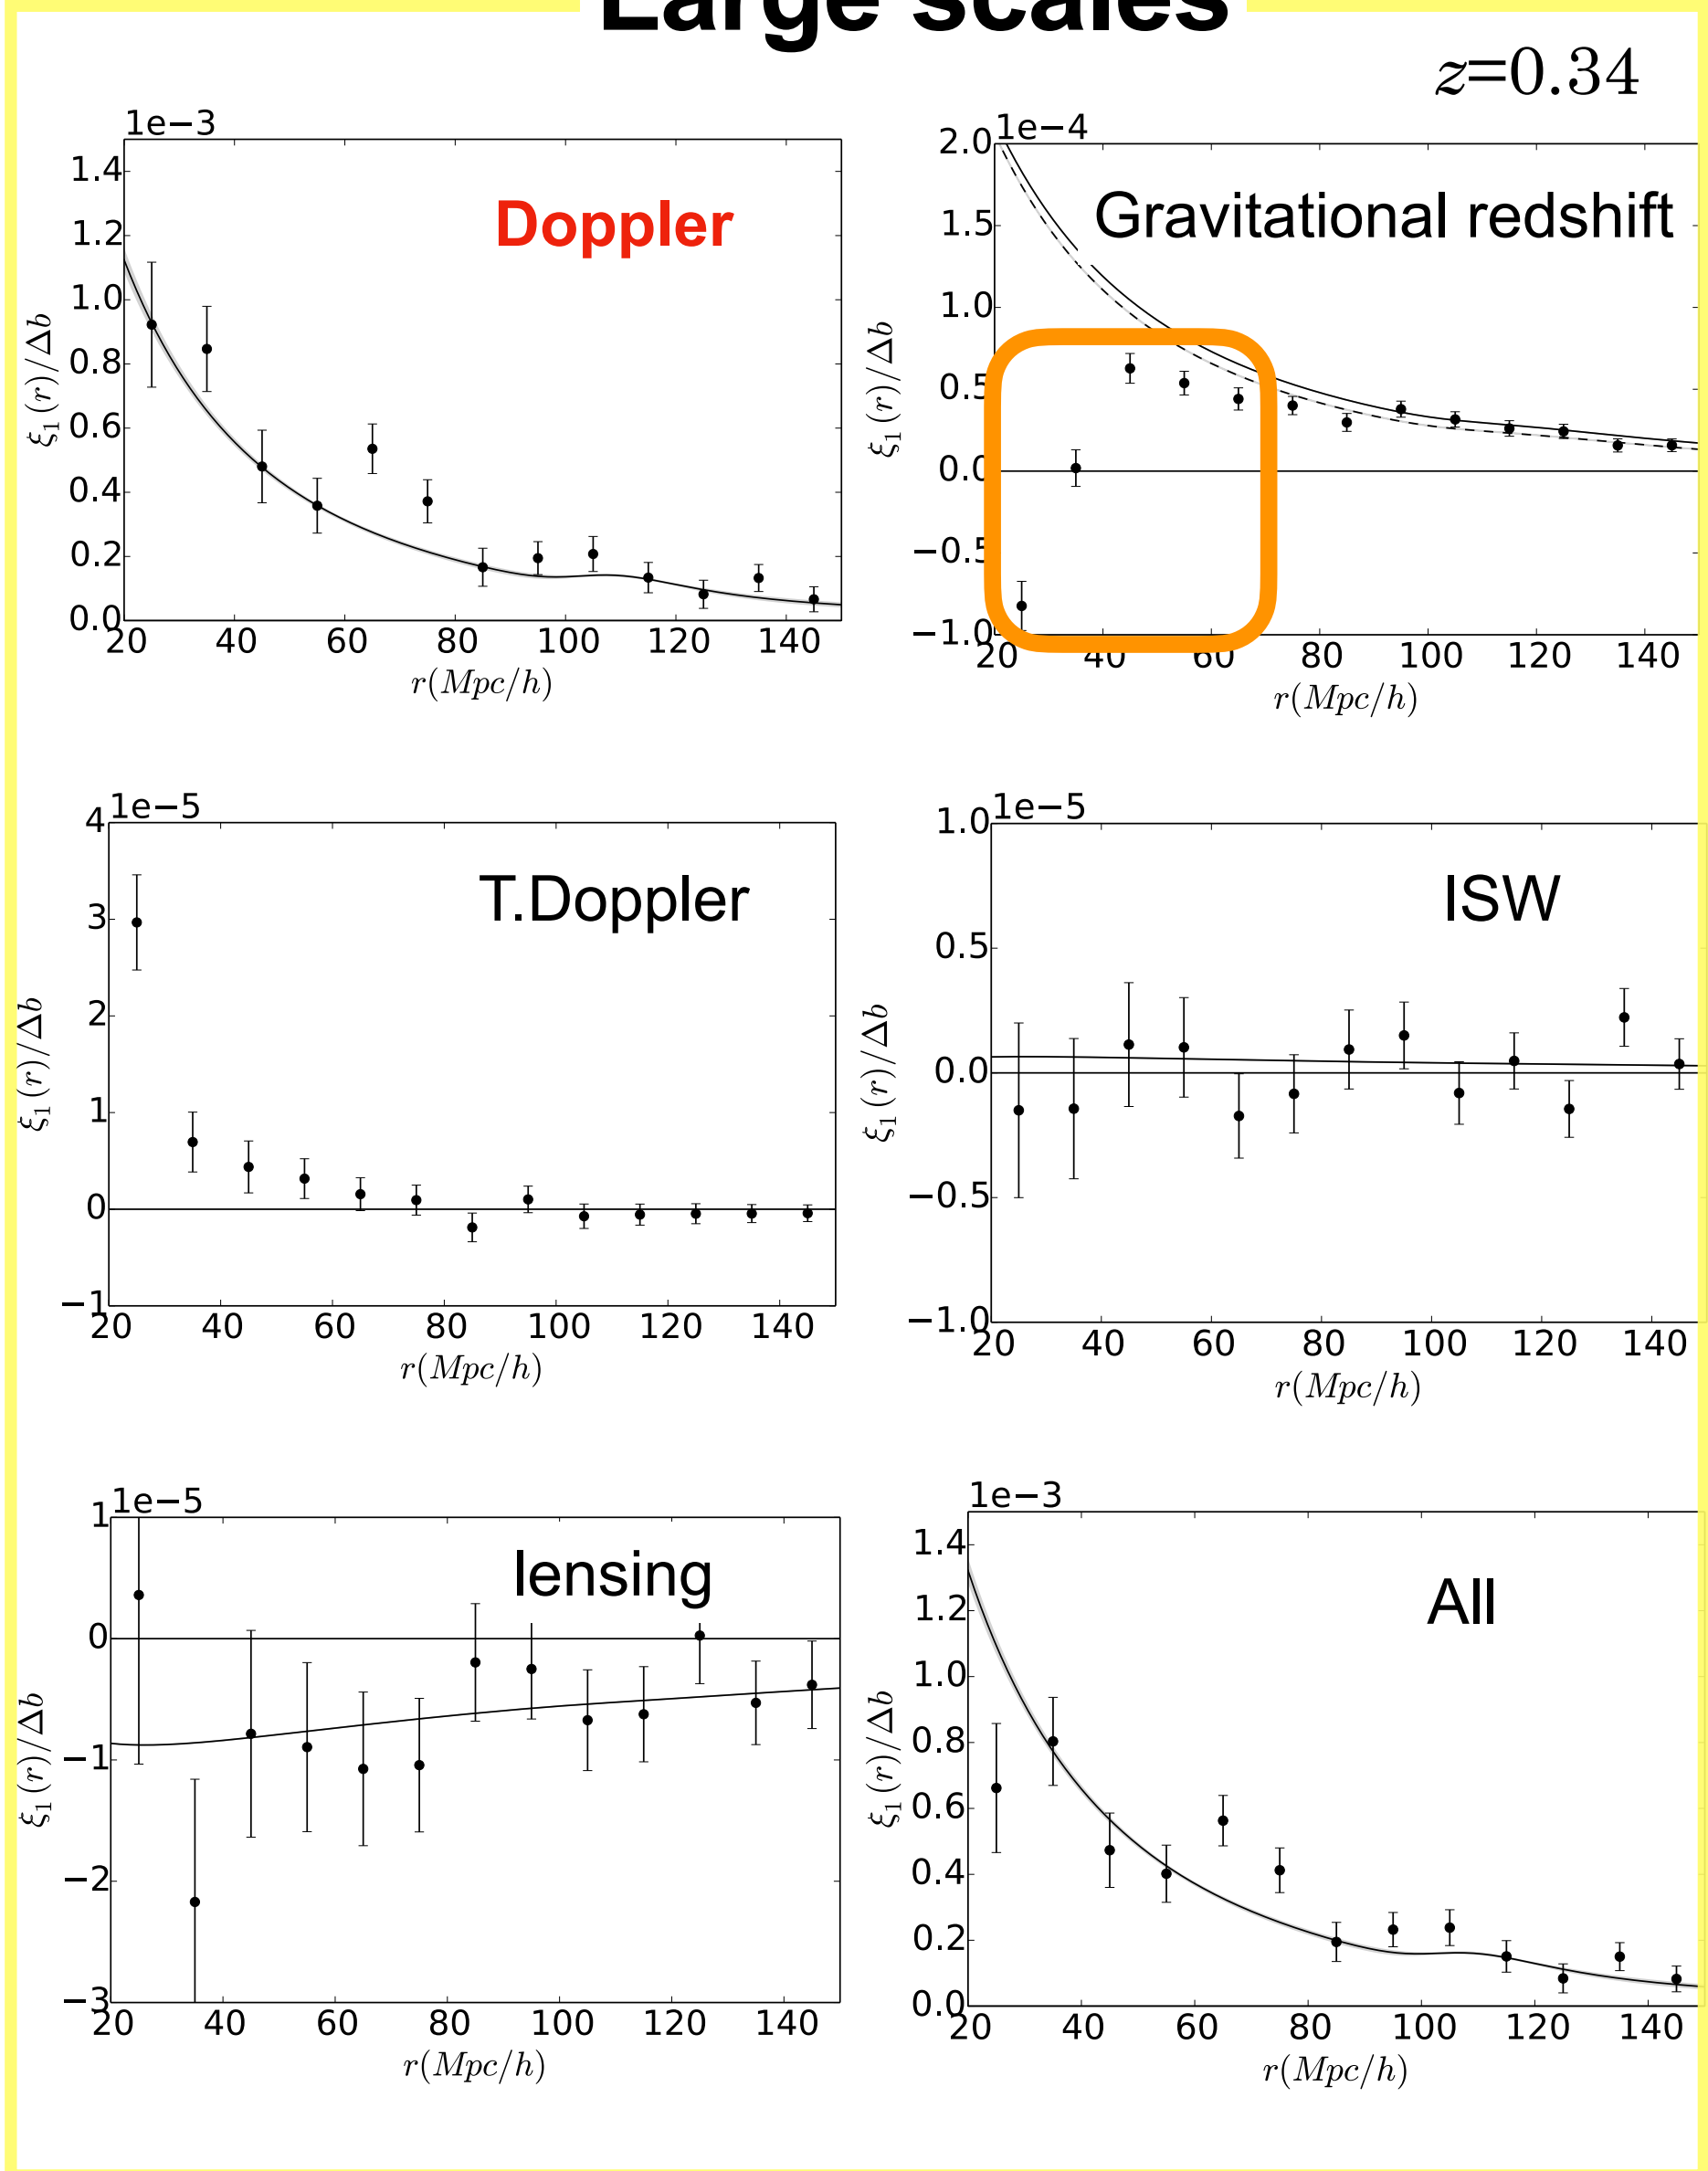 Large scales
z=0.34
1e−3
1.4
1.2
1.0
0.8
0.6
0.4
0.2
0.0
Doppler
ξ₁(r)/Δb
20 40 60 80 100 120 140
r(Mpc/h)
1e−4
2.0
1.5
1.0
0.5
0.0
−0.5
−1.0
Gravitational redshift
ξ₁(r)/Δb
20 40 60 80 100 120 140
r(Mpc/h)
1e−5
4
3
2
1
0
−1
T.Doppler
ξ₁(r)/Δb
20 40 60 80 100 120 140
r(Mpc/h)
1e−5
1.0
0.5
0.0
−0.5
−1.0
ISW
ξ₁(r)/Δb
20 40 60 80 100 120 140
r(Mpc/h)
1e−5
1
0
−1
−2
−3
lensing
ξ₁(r)/Δb
20 40 60 80 100 120 140
r(Mpc/h)
1e−3
1.4
1.2
1.0
0.8
0.6
0.4
0.2
0.0
All
ξ₁(r)/Δb
20 40 60 80 100 120 140
r(Mpc/h)